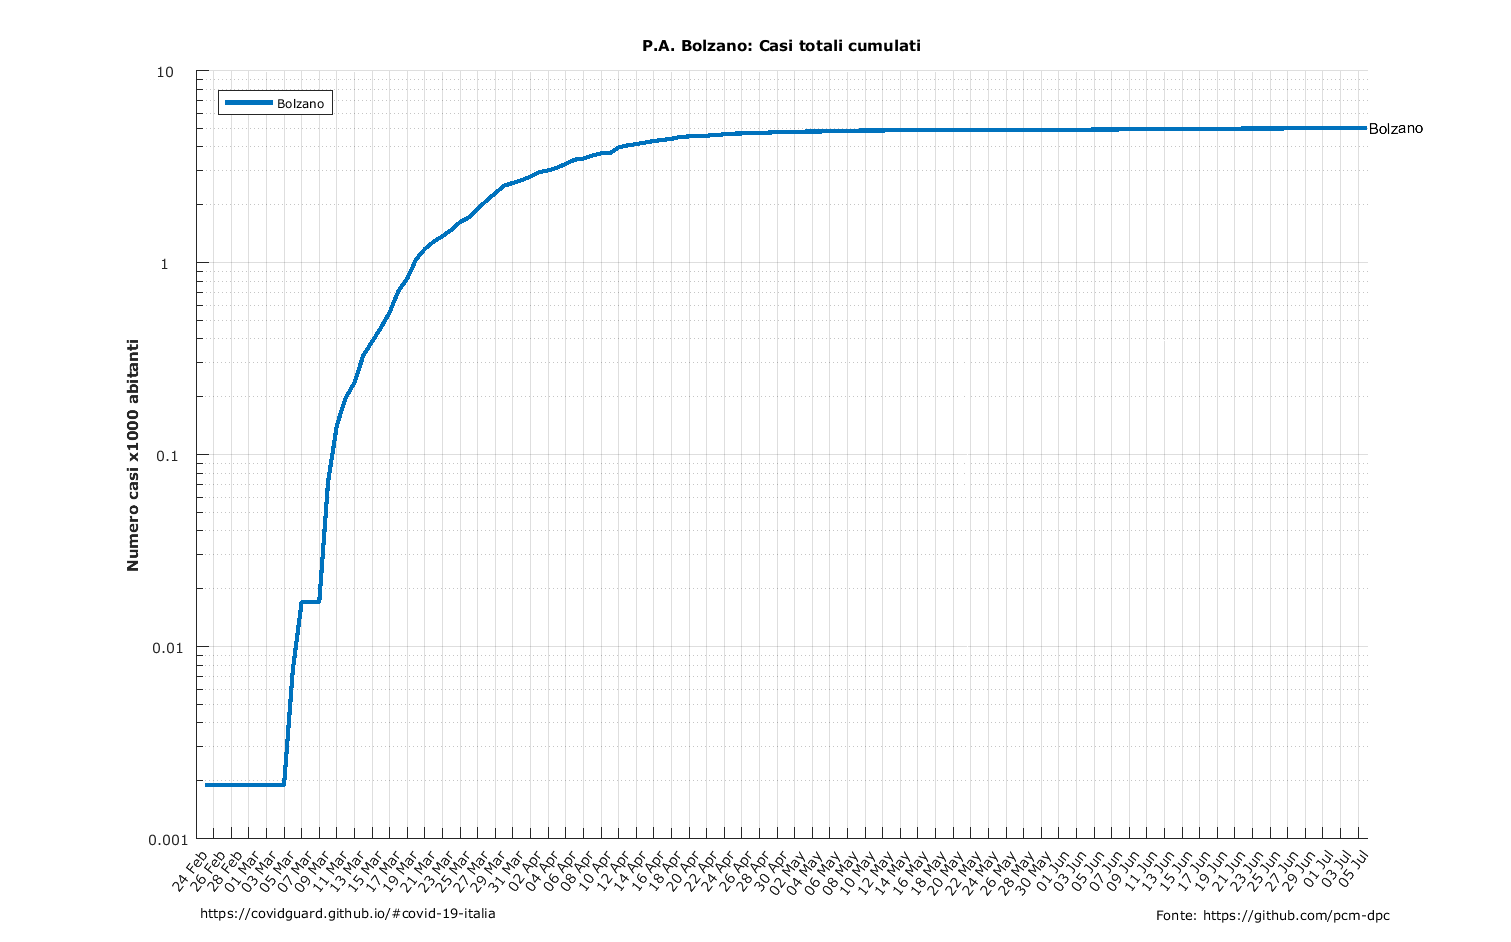 P.A. Bolzano: Casi totali cumulati
Bolzano
10
1
0.1
0.01
0.001
Numero casi x1000 abitanti
Bolzano
24 Feb
26 Feb
28 Feb
01 Mar
03 Mar
05 Mar
07 Mar
09 Mar
11 Mar
13 Mar
15 Mar
17 Mar
19 Mar
21 Mar
23 Mar
25 Mar
27 Mar
29 Mar
31 Mar
02 Apr
04 Apr
06 Apr
08 Apr
10 Apr
12 Apr
14 Apr
16 Apr
18 Apr
20 Apr
22 Apr
24 Apr
26 Apr
28 Apr
30 Apr
02 May
04 May
06 May
08 May
10 May
12 May
14 May
16 May
18 May
20 May
22 May
24 May
26 May
28 May
30 May
01 Jun
03 Jun
05 Jun
07 Jun
09 Jun
11 Jun
13 Jun
15 Jun
17 Jun
19 Jun
21 Jun
23 Jun
25 Jun
27 Jun
29 Jun
01 Jul
03 Jul
05 Jul
https://covidguard.github.io/#covid-19-italia
Fonte: https://github.com/pcm-dpc